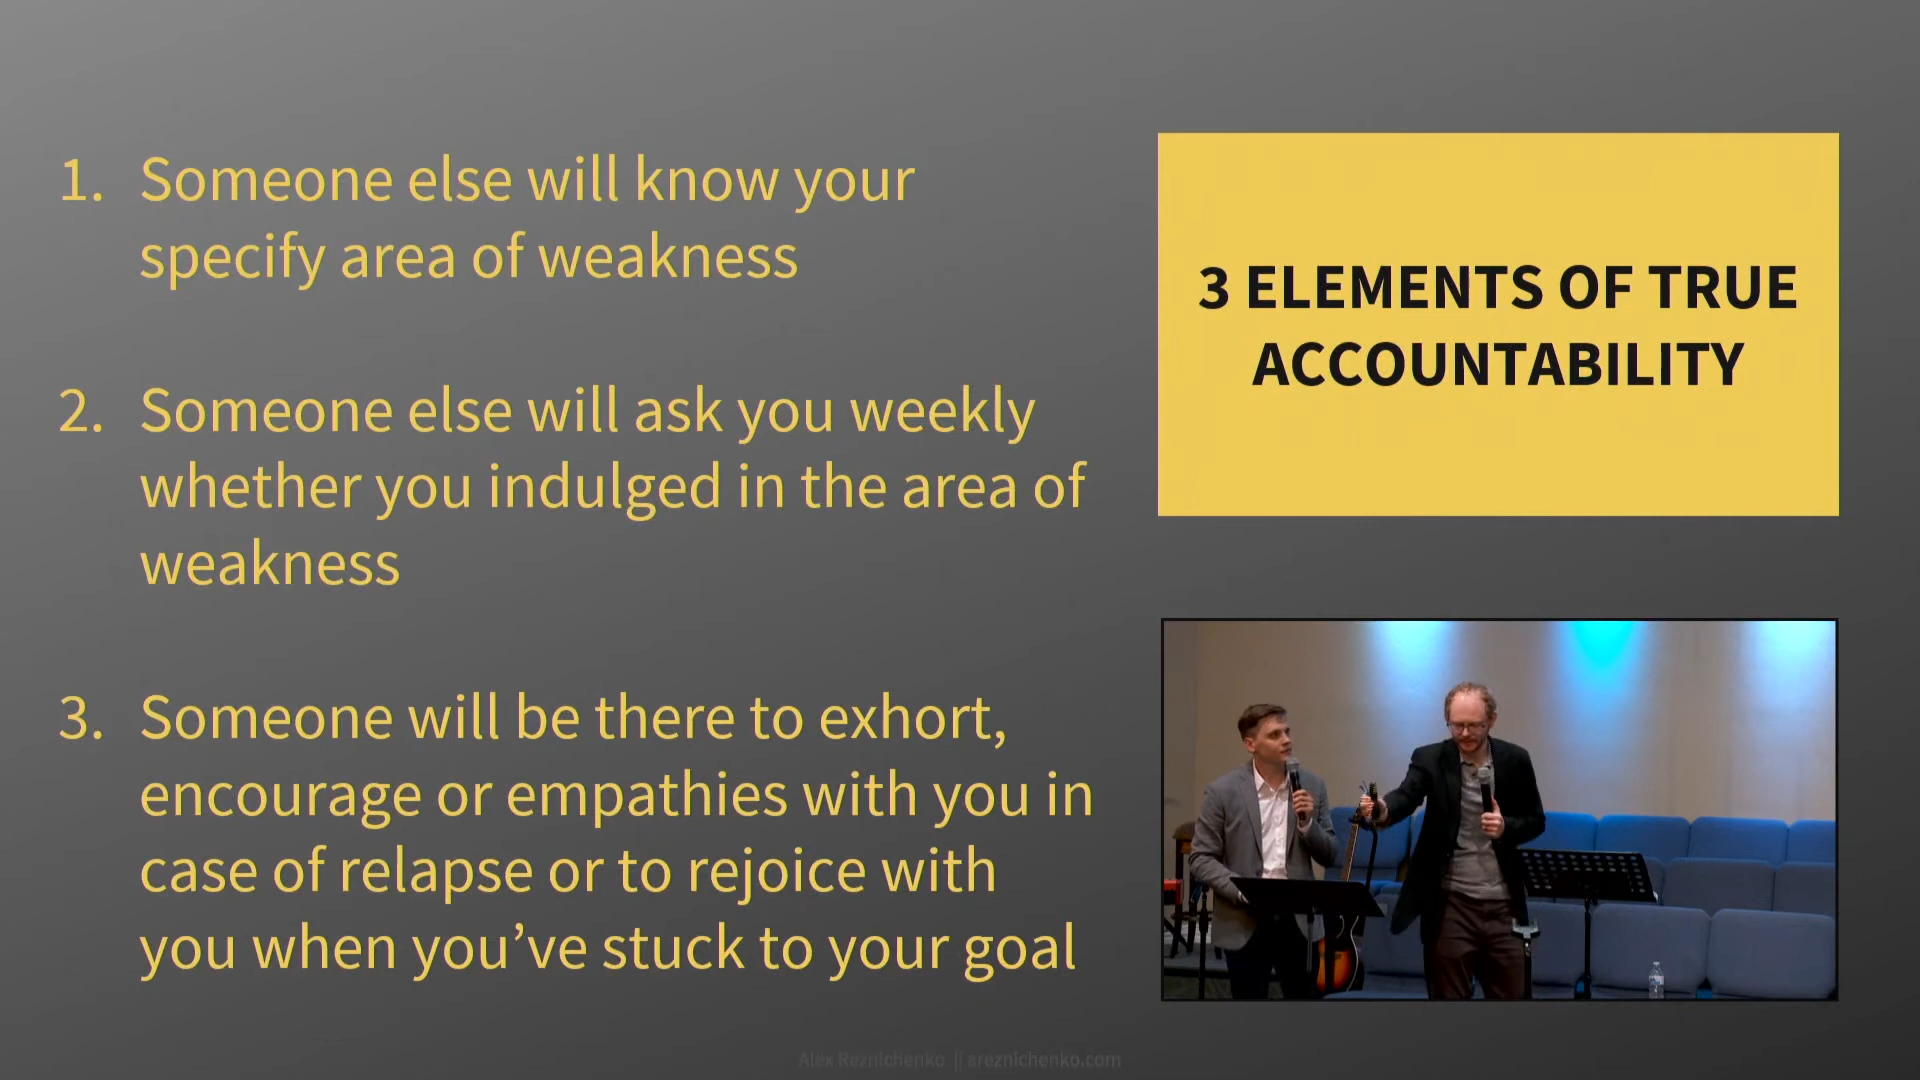 1. Someone else will know your
specify area of weakness
2. Someone else will ask you weekly
whether you indulged in the area of
weakness
3. Someone will be there to exhort,
encourage or empathies with you in
case of relapse or to rejoice with
you when you’ve stuck to your goal
3 ELEMENTS OF TRUE
ACCOUNTABILITY
Alex Reznichenko || areznichenko.com